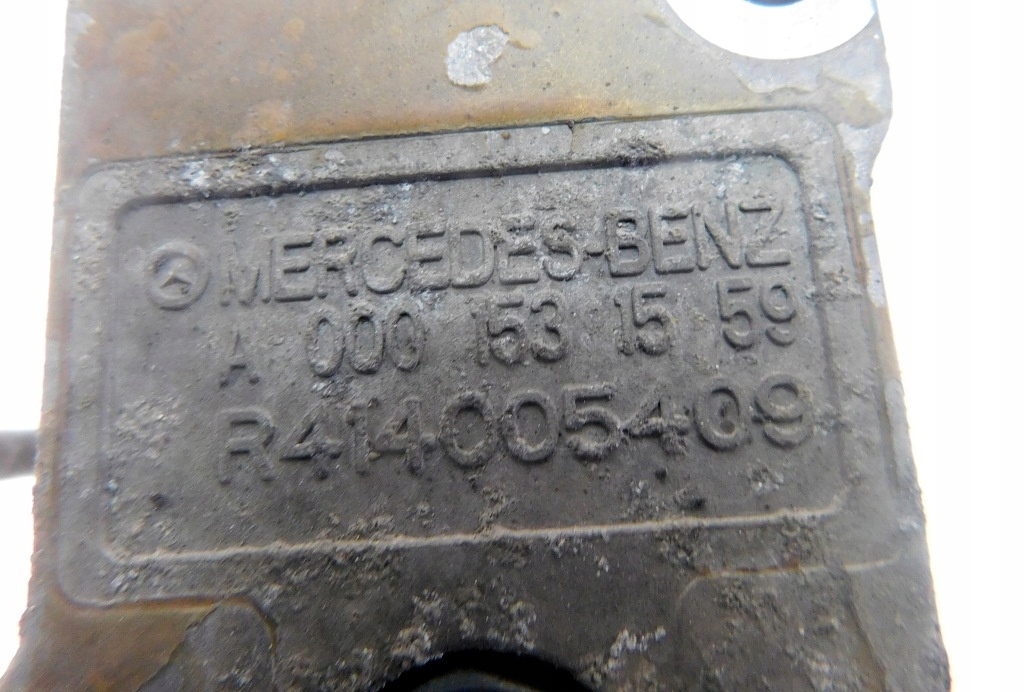 MERCEDES-BENZ
A 000 153 15 59
R414005409